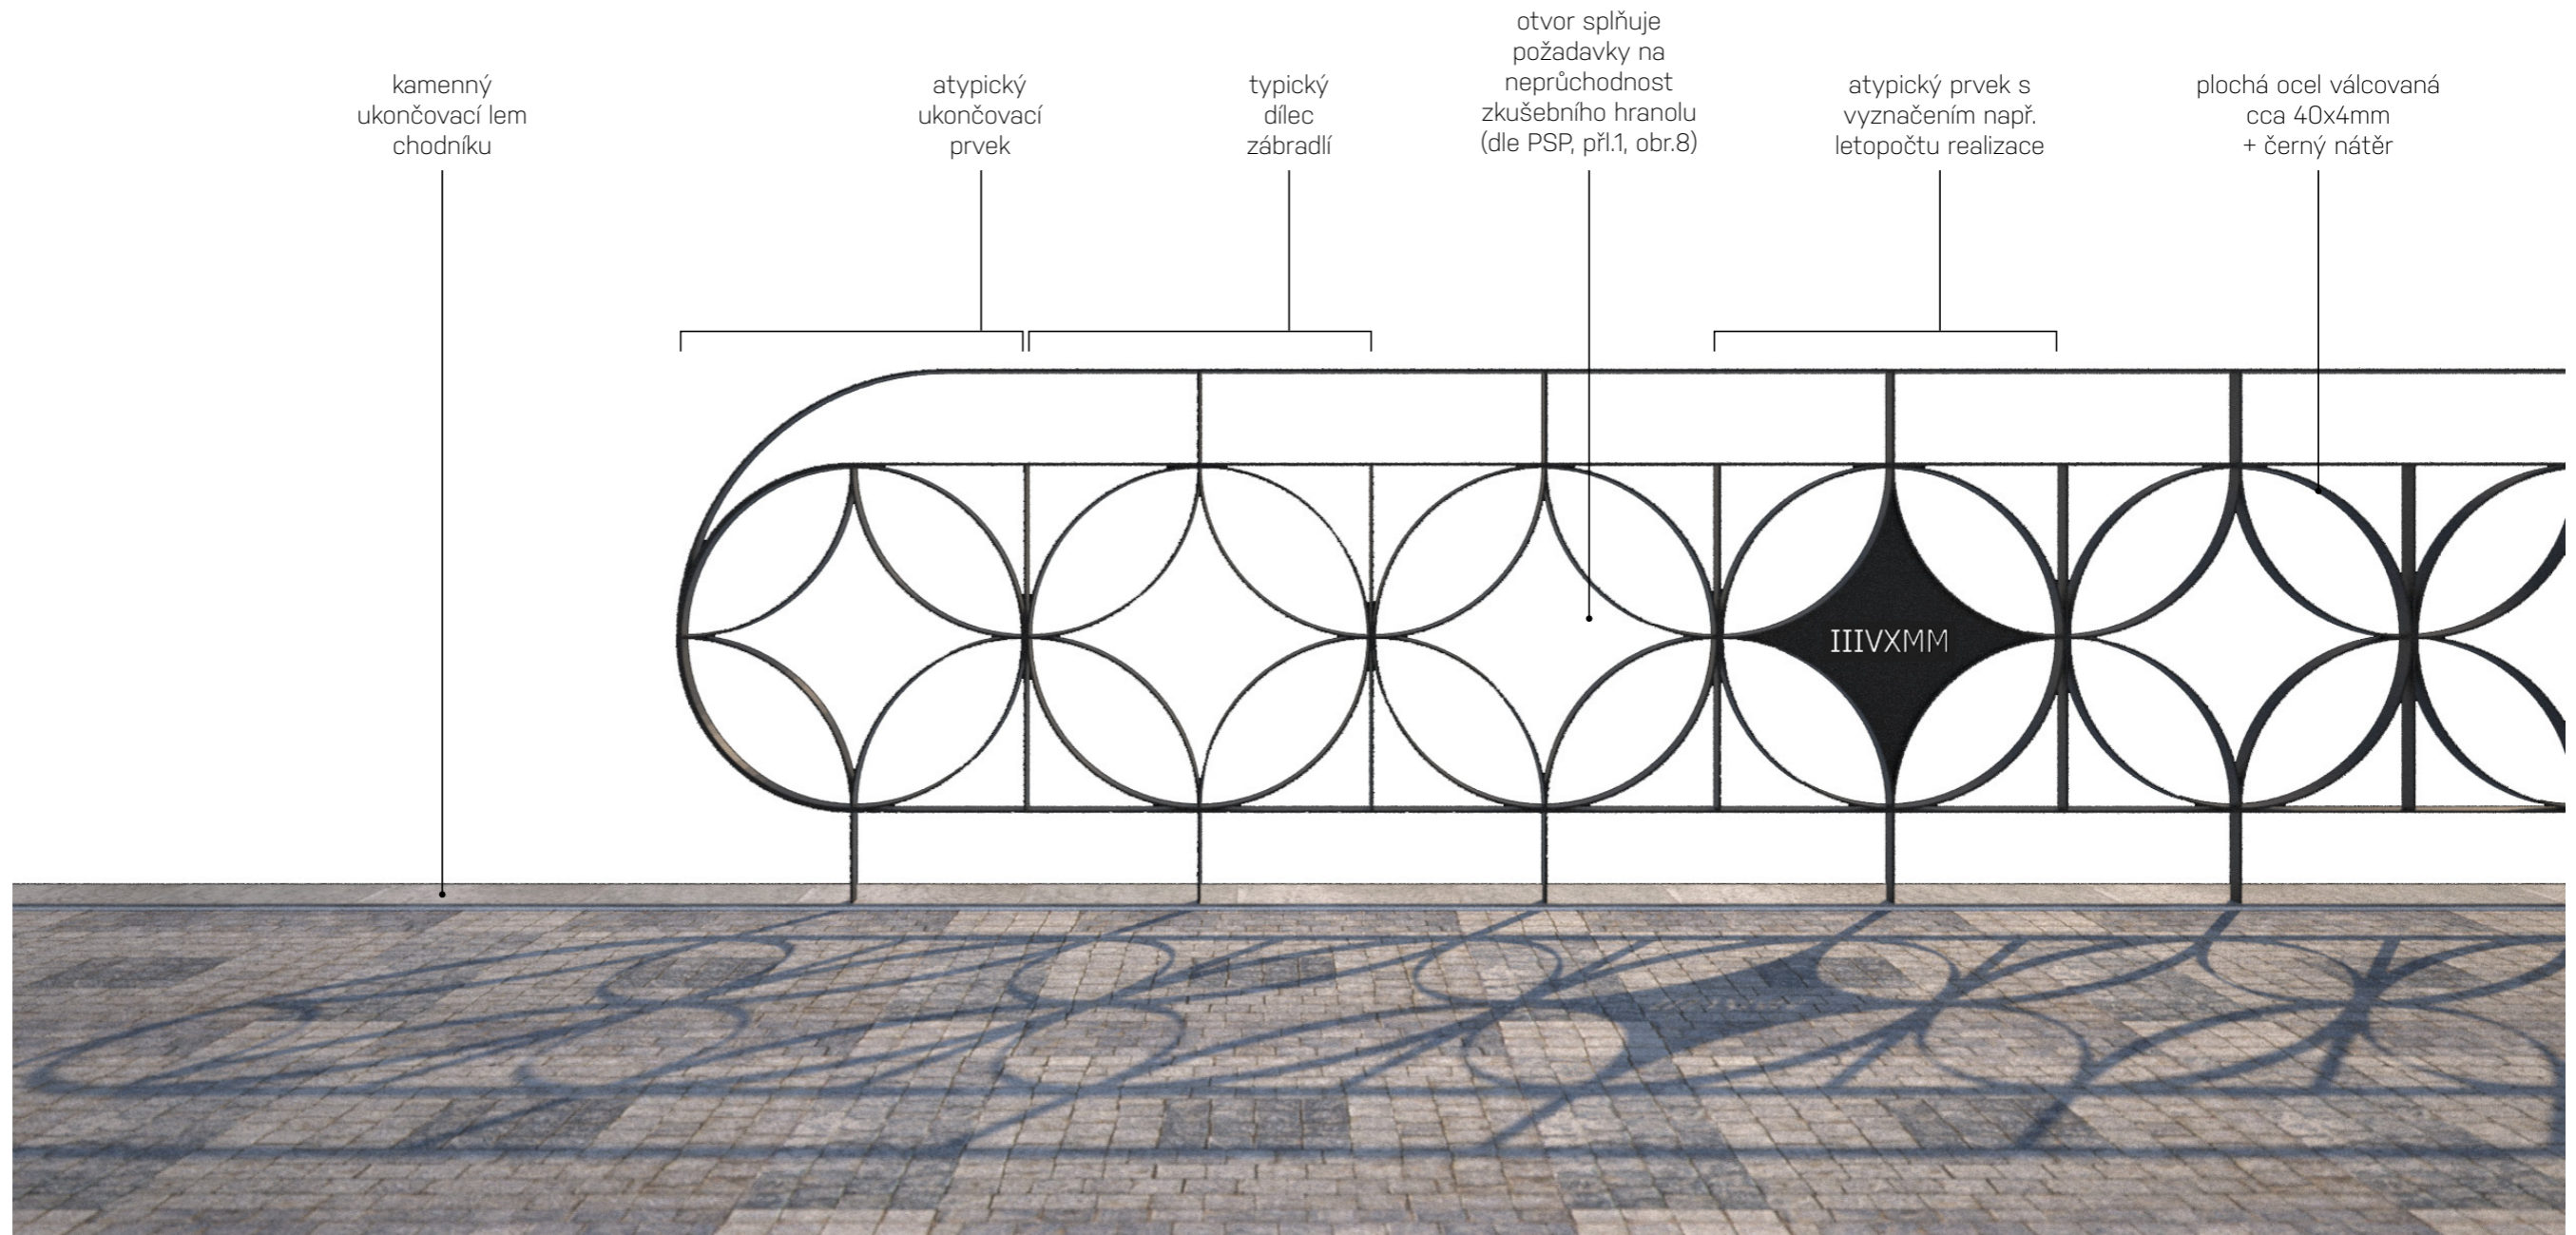 kamenný
ukončovací lem
chodníku
atypický
ukončovací
prvek
typický
dílec
zábradlí
otvor splňuje
požadavky na
neprůchodnost
zkušebního hranolu
(dle PSP, příl.1, obr.8)
atypický prvek s
vyznačením např.
letopočtu realizace
plochá ocel válcovaná
cca 40x4mm
+ černý nátěr
IIIVXMM